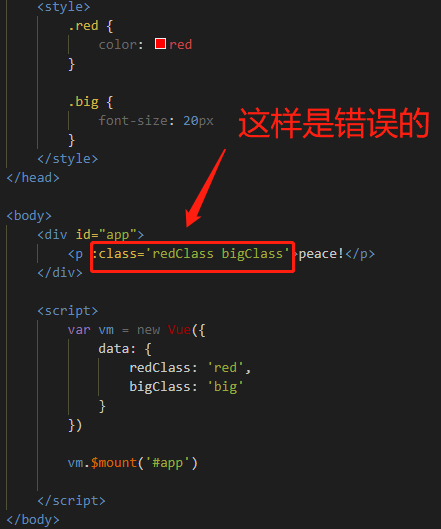 <style>
.red {
color: red
}
.big {
font-size: 20px
}
</style>
</head>
这样是错误的
<body>
<div id="app">
<p :class='redClass bigClass'>peace!</p>
</div>
<script>
var vm = new Vue({
data: {
redClass: 'red',
bigClass: 'big'
}
})
vm.$mount('#app')
</script>
</body>